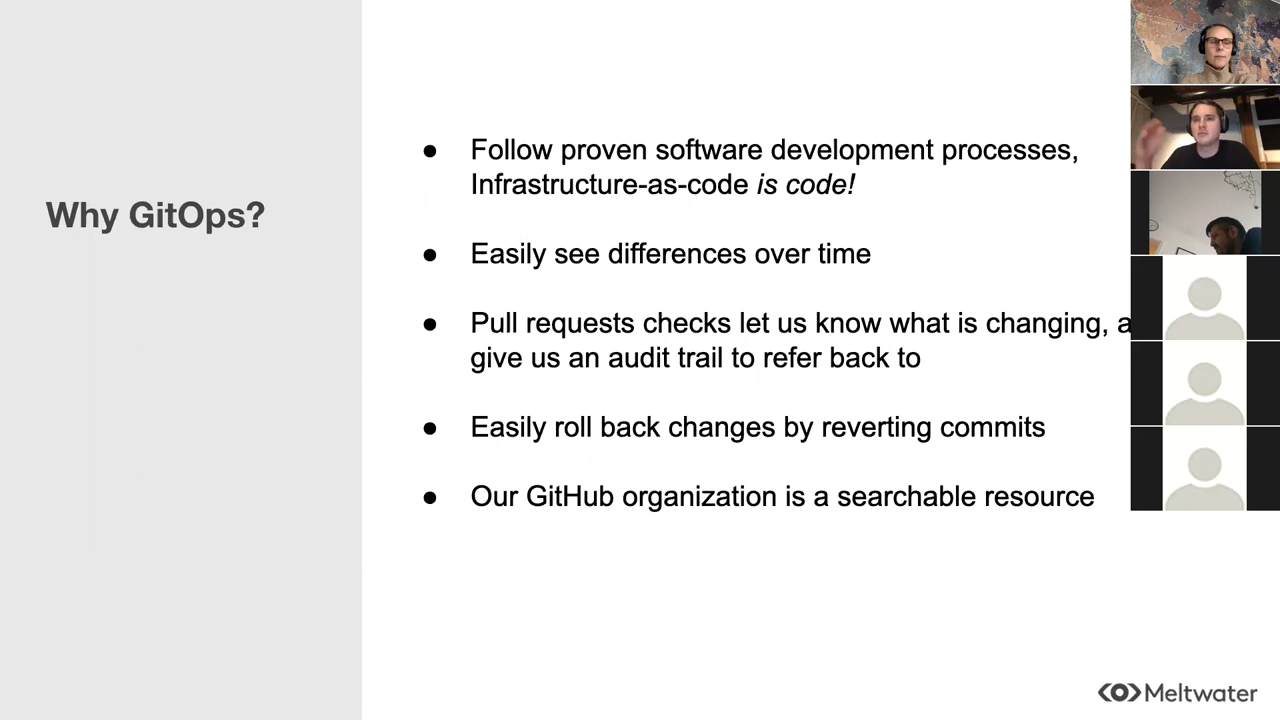 Why GitOps?
● Follow proven software development processes,
Infrastructure-as-code is code!
● Easily see differences over time
● Pull requests checks let us know what is changing, a
give us an audit trail to refer back to
● Easily roll back changes by reverting commits
● Our GitHub organization is a searchable resource
Meltwater